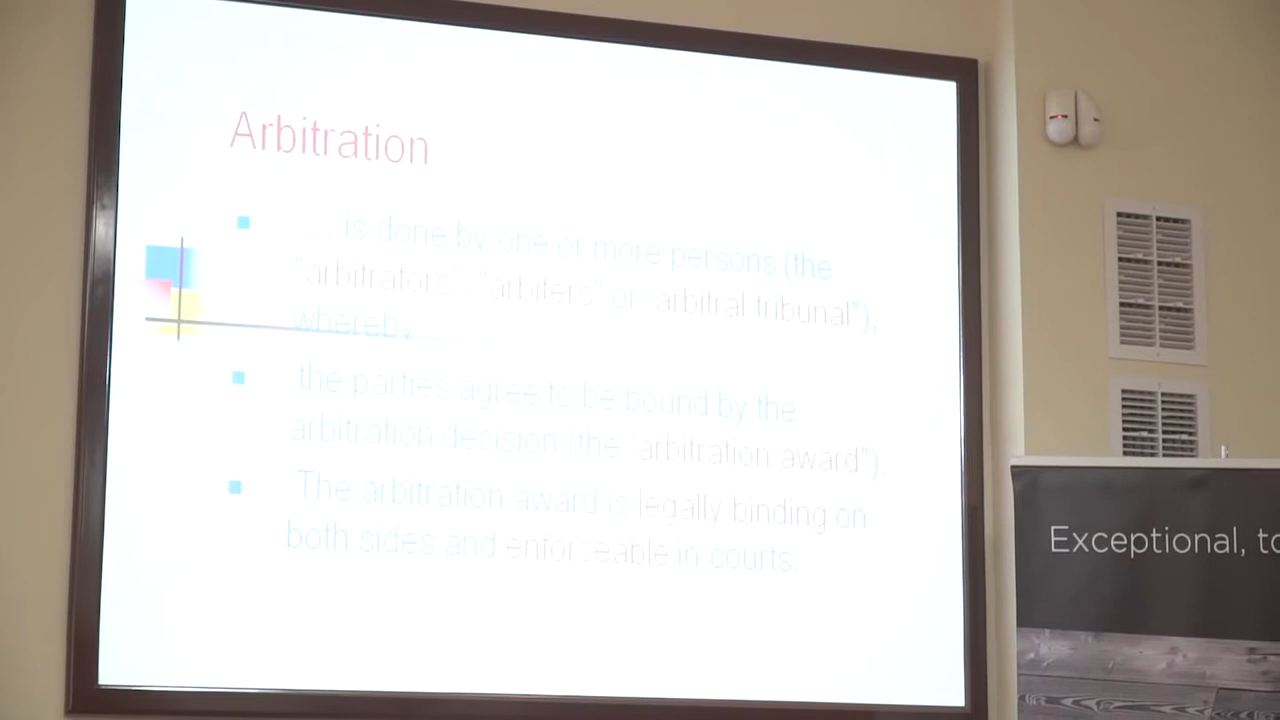 Arbitration
… is done by one or more persons (the
"arbitrators", "arbiters" or "arbitral tribunal"),
whereby
the parties agree to be bound by the
arbitration decision (the "arbitration award").
The arbitration award is legally binding on
both sides and enforceable in courts.
Exceptional, to